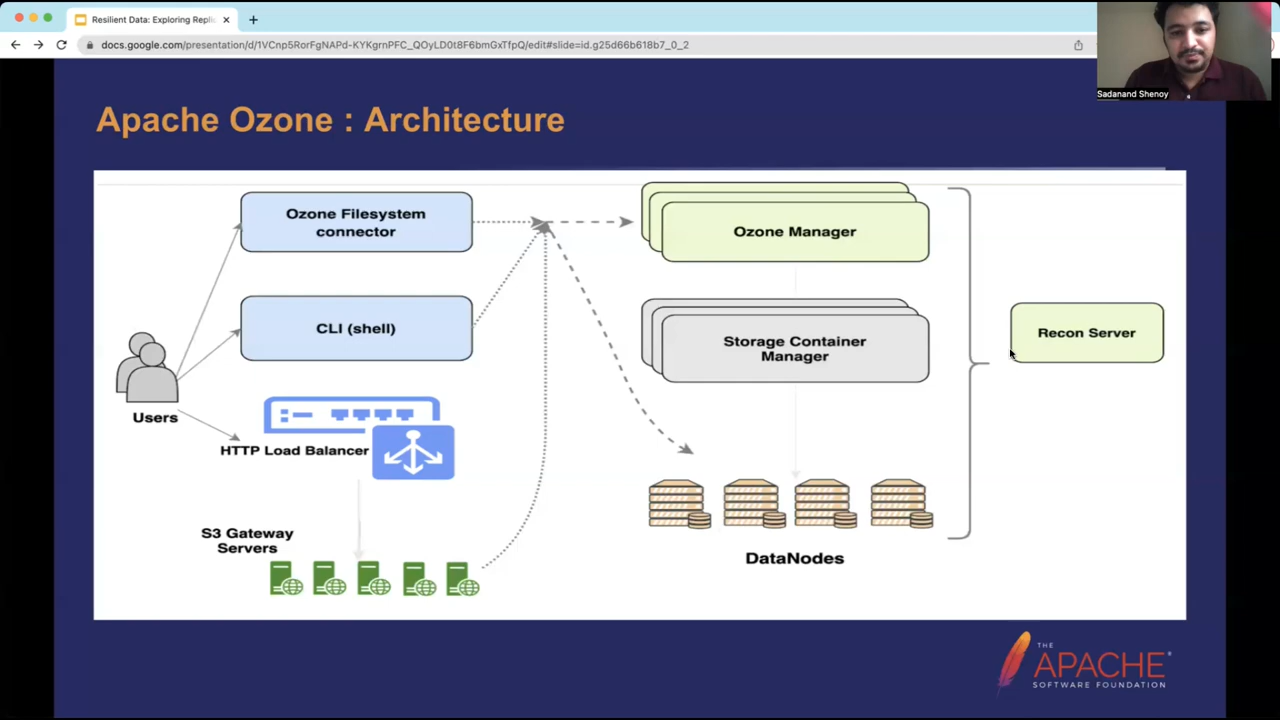 Resilient Data: Exploring Repli
docs.google.com/presentation/d/1VCnp5RorFgNAPd-KYKgrnPFC_QOyLD0t8F6bmGxTfpQ/edit#slide=id.g25d66b618b7_0_2
Sadanand Shenoy
Apache Ozone : Architecture
Ozone Filesystem
connector
CLI (shell)
Users
HTTP Load Balancer
S3 Gateway
Servers
Ozone Manager
Storage Container
Manager
DataNodes
Recon Server
THE
APACHE®
SOFTWARE FOUNDATION